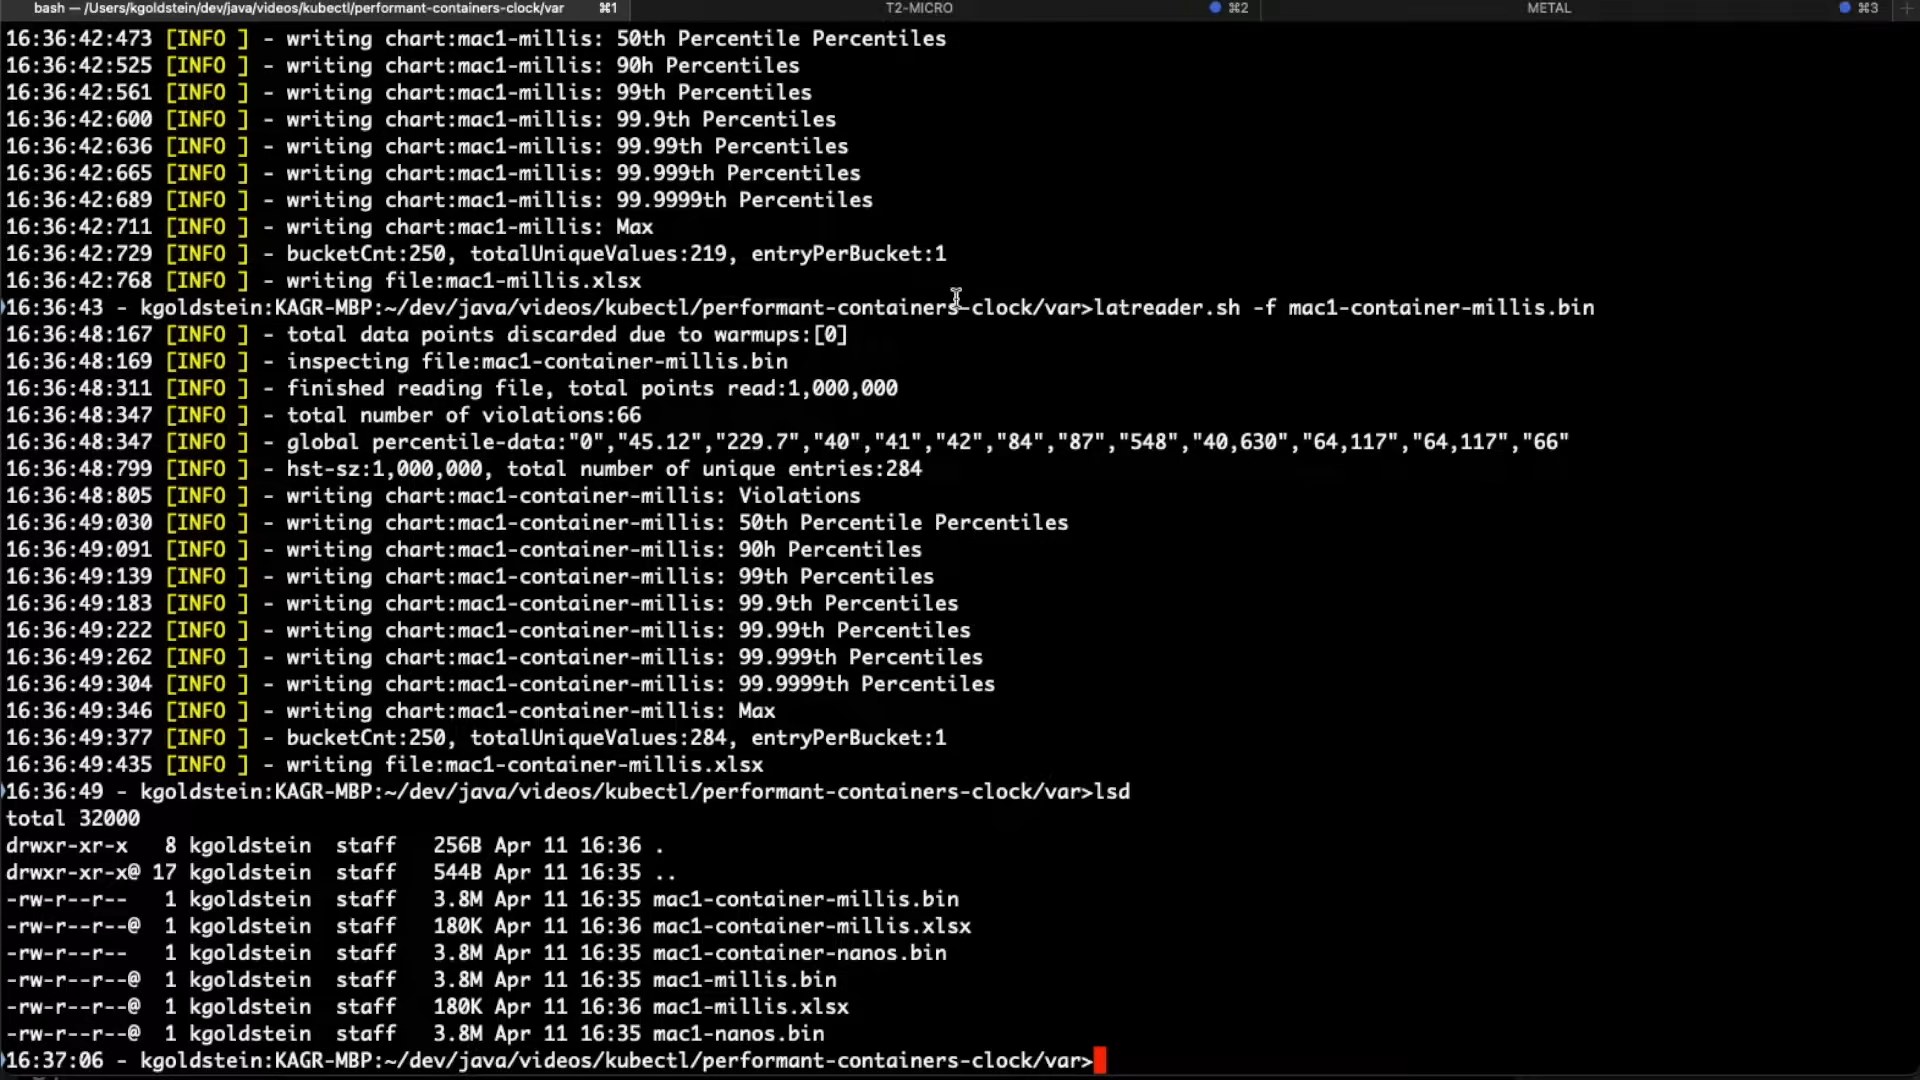 bash — /Users/kgoldstein/dev/java/videos/kubectl/performant-containers-clock/var ⌘1 T2-MICRO ⌘2 METAL ⌘3
16:36:42:473 [INFO ] - writing chart:mac1-millis: 50th Percentile Percentiles
16:36:42:525 [INFO ] - writing chart:mac1-millis: 90h Percentiles
16:36:42:561 [INFO ] - writing chart:mac1-millis: 99th Percentiles
16:36:42:600 [INFO ] - writing chart:mac1-millis: 99.9th Percentiles
16:36:42:636 [INFO ] - writing chart:mac1-millis: 99.99th Percentiles
16:36:42:665 [INFO ] - writing chart:mac1-millis: 99.999th Percentiles
16:36:42:689 [INFO ] - writing chart:mac1-millis: 99.9999th Percentiles
16:36:42:711 [INFO ] - writing chart:mac1-millis: Max
16:36:42:729 [INFO ] - bucketCnt:250, totalUniqueValues:219, entryPerBucket:1
16:36:42:768 [INFO ] - writing file:mac1-millis.xlsx
16:36:43 - kgoldstein:KAGR-MBP:~/dev/java/videos/kubectl/performant-containers-clock/var>latreader.sh -f mac1-container-millis.bin
16:36:48:167 [INFO ] - total data points discarded due to warmups:[0]
16:36:48:169 [INFO ] - inspecting file:mac1-container-millis.bin
16:36:48:311 [INFO ] - finished reading file, total points read:1,000,000
16:36:48:347 [INFO ] - total number of violations:66
16:36:48:347 [INFO ] - global percentile-data:"0","45.12","229.7","40","41","42","84","87","548","40,630","64,117","64,117","66"
16:36:48:799 [INFO ] - hst-sz:1,000,000, total number of unique entries:284
16:36:48:805 [INFO ] - writing chart:mac1-container-millis: Violations
16:36:49:030 [INFO ] - writing chart:mac1-container-millis: 50th Percentile Percentiles
16:36:49:091 [INFO ] - writing chart:mac1-container-millis: 90h Percentiles
16:36:49:139 [INFO ] - writing chart:mac1-container-millis: 99th Percentiles
16:36:49:183 [INFO ] - writing chart:mac1-container-millis: 99.9th Percentiles
16:36:49:222 [INFO ] - writing chart:mac1-container-millis: 99.99th Percentiles
16:36:49:262 [INFO ] - writing chart:mac1-container-millis: 99.999th Percentiles
16:36:49:304 [INFO ] - writing chart:mac1-container-millis: 99.9999th Percentiles
16:36:49:346 [INFO ] - writing chart:mac1-container-millis: Max
16:36:49:377 [INFO ] - bucketCnt:250, totalUniqueValues:284, entryPerBucket:1
16:36:49:435 [INFO ] - writing file:mac1-container-millis.xlsx
16:36:49 - kgoldstein:KAGR-MBP:~/dev/java/videos/kubectl/performant-containers-clock/var>lsd
total 32000
drwxr-xr-x 8 kgoldstein staff 256B Apr 11 16:36 .
drwxr-xr-x@ 17 kgoldstein staff 544B Apr 11 16:35 ..
-rw-r--r-- 1 kgoldstein staff 3.8M Apr 11 16:35 mac1-container-millis.bin
-rw-r--r--@ 1 kgoldstein staff 180K Apr 11 16:36 mac1-container-millis.xlsx
-rw-r--r-- 1 kgoldstein staff 3.8M Apr 11 16:35 mac1-container-nanos.bin
-rw-r--r--@ 1 kgoldstein staff 3.8M Apr 11 16:35 mac1-millis.bin
-rw-r--r--@ 1 kgoldstein staff 180K Apr 11 16:36 mac1-millis.xlsx
-rw-r--r--@ 1 kgoldstein staff 3.8M Apr 11 16:35 mac1-nanos.bin
16:37:06 - kgoldstein:KAGR-MBP:~/dev/java/videos/kubectl/performant-containers-clock/var>